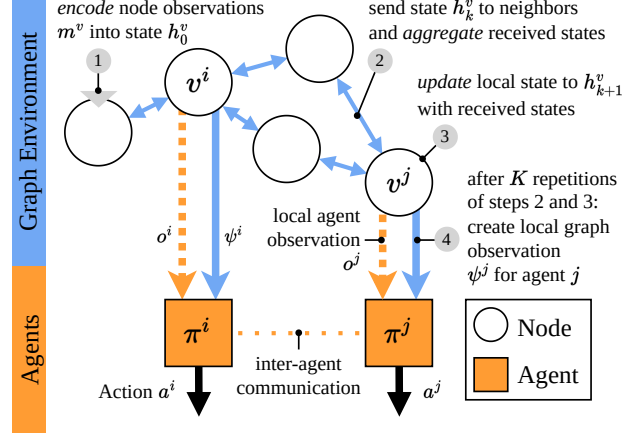 encode node observations
m^v into state h_0^v
send state h_k^v to neighbors
and aggregate received states
1
2
v^i
update local state to h_{k+1}^v
with received states
3
v^j
Graph Environment
after K repetitions
of steps 2 and 3:
create local graph
observation
ψ^j for agent j
local agent
observation
o^i
ψ^i
o^j
4
Agents
π^i
π^j
inter-agent
communication
Action a^i
a^j
Node
Agent